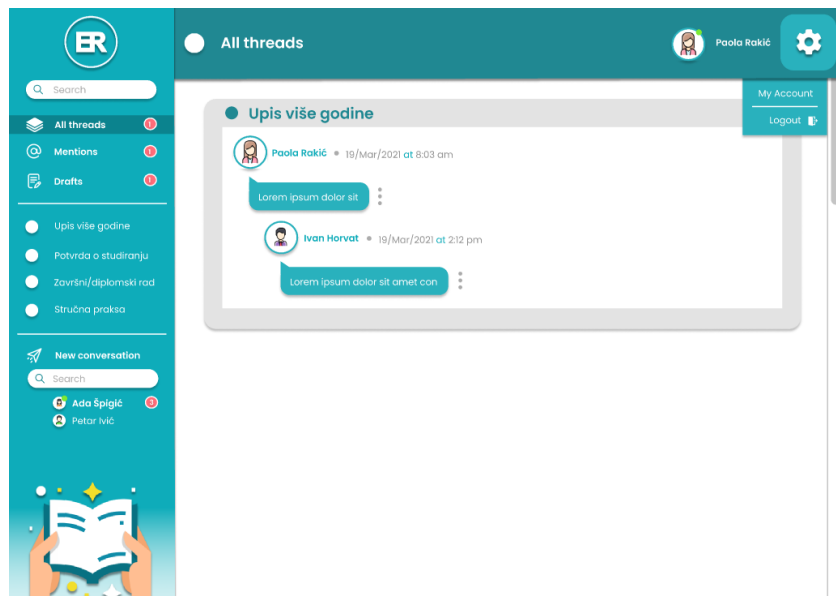 ER
Search
All threads 1
Mentions 1
Drafts 1
Upis više godine
Potvrda o studiranju
Završni/diplomski rad
Stručna praksa
New conversation
Search
Ada Špigić 3
Petar Ivić
All threads
Paola Rakić
My Account
Logout
Upis više godine
Paola Rakić • 19/Mar/2021 at 8:03 am
Lorem ipsum dolor sit
Ivan Horvat • 19/Mar/2021 at 2:12 pm
Lorem ipsum dolor sit amet con